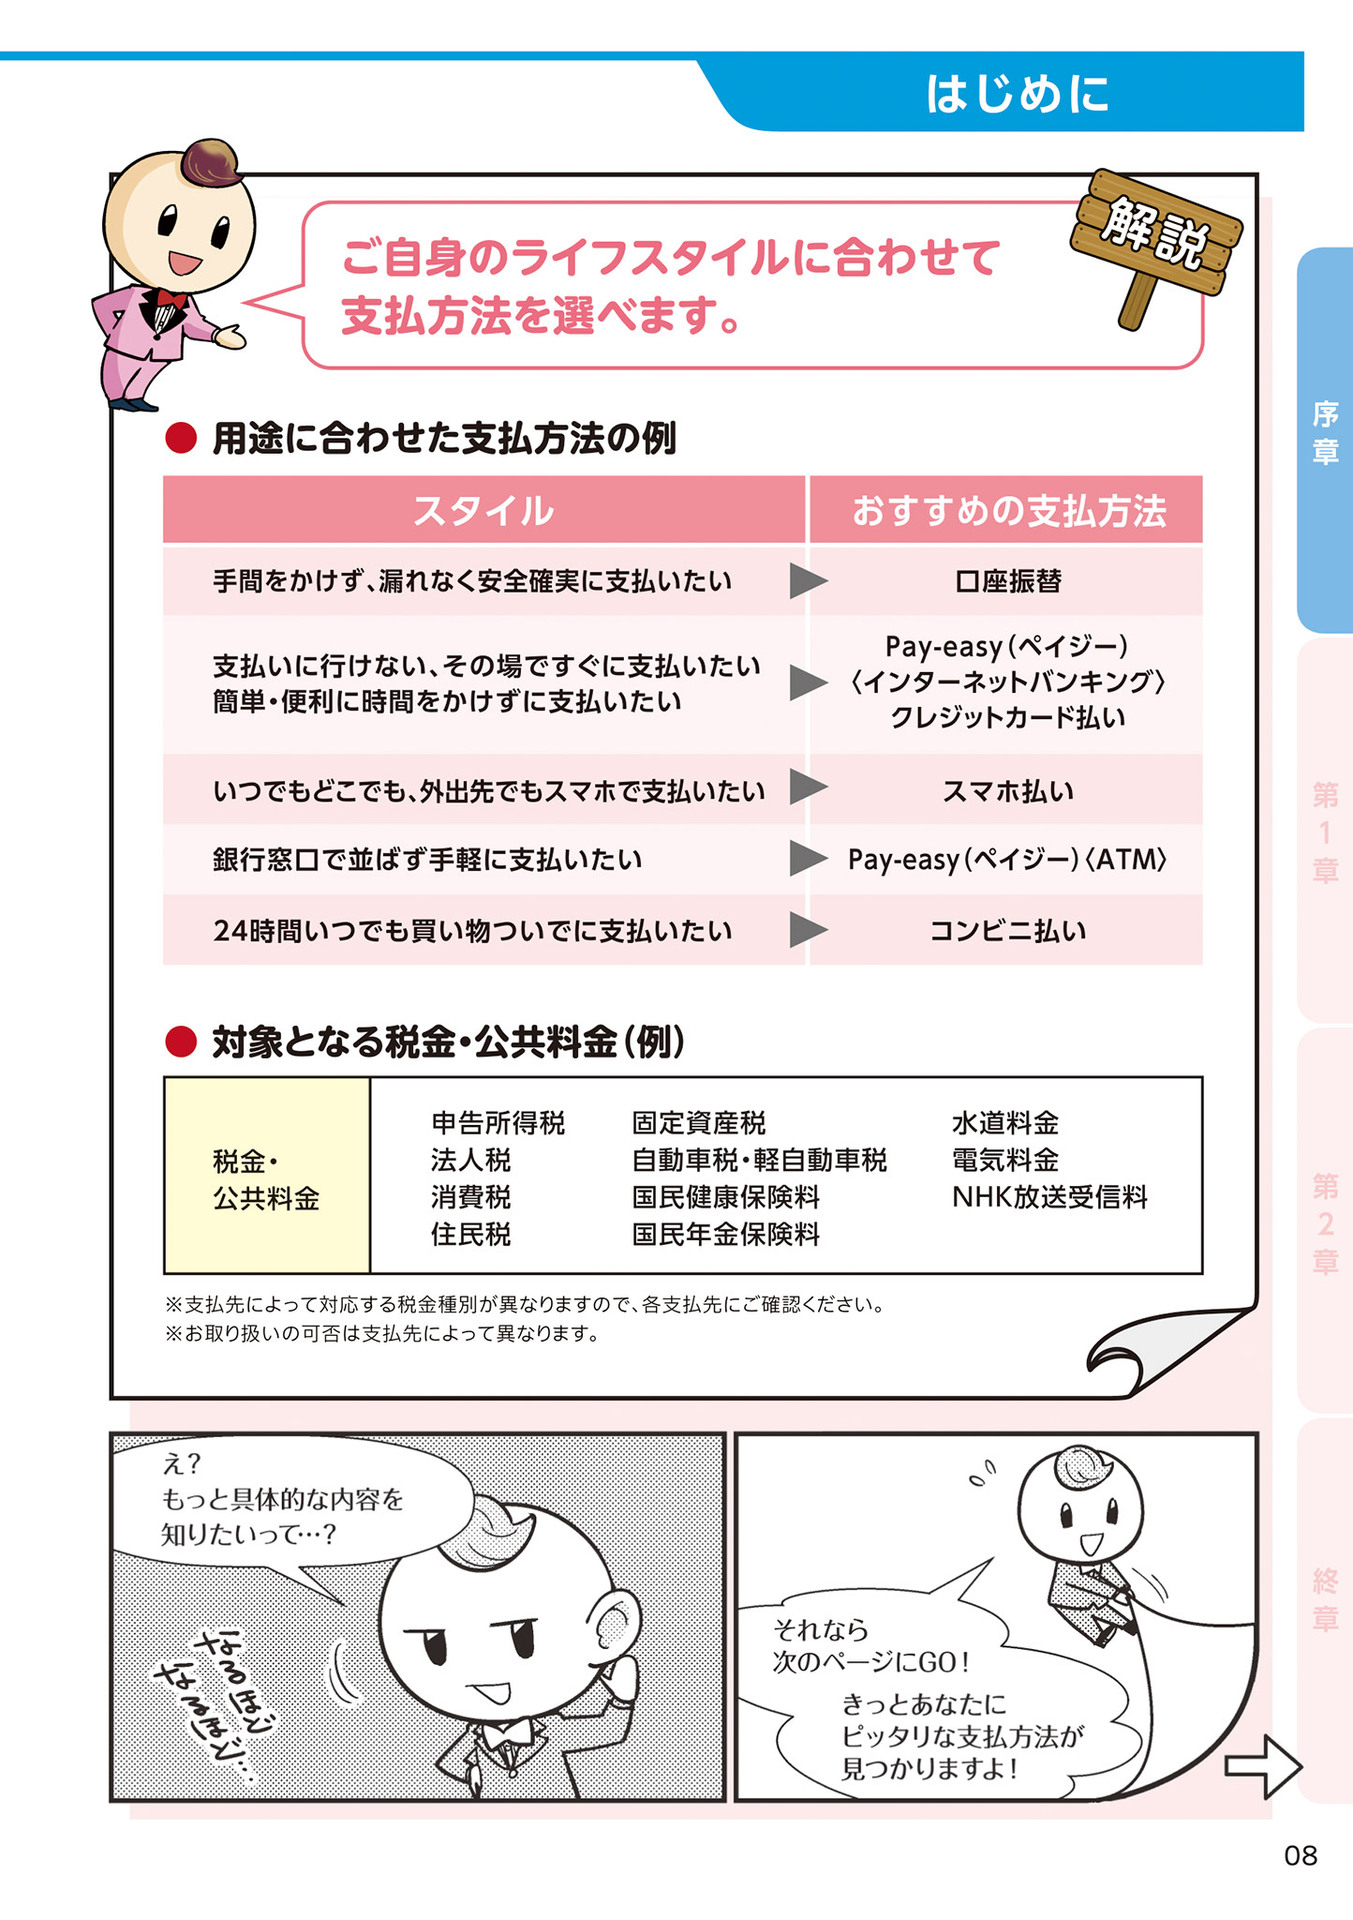 はじめに
解説
ご自身のライフスタイルに合わせて
支払方法を選べます。
● 用途に合わせた支払方法の例
スタイル
おすすめの支払方法
手間をかけず、漏れなく安全確実に支払いたい
口座振替
支払いに行けない、その場ですぐに支払いたい
簡単・便利に時間をかけずに支払いたい
Pay-easy(ペイジー)
〈インターネットバンキング〉
クレジットカード払い
いつでもどこでも、外出先でもスマホで支払いたい
スマホ払い
銀行窓口で並ばず手軽に支払いたい
Pay-easy(ペイジー)〈ATM〉
24時間いつでも買い物ついでに支払いたい
コンビニ払い
● 対象となる税金・公共料金(例)
税金・
公共料金
申告所得税
法人税
消費税
住民税
固定資産税
自動車税・軽自動車税
国民健康保険料
国民年金保険料
水道料金
電気料金
NHK放送受信料
※支払先によって対応する税金種別が異なりますので、各支払先にご確認ください。
※お取り扱いの可否は支払先によって異なります。
え?
もっと具体的な内容を
知りたいって…?
なるほど
なるほど…
それなら
次のページにGO!
きっとあなたに
ピッタリな支払方法が
見つかりますよ!
序章
第1章
第2章
終章
08